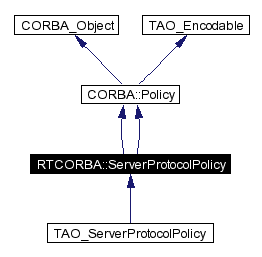 CORBA_Object TAO_Encodable
CORBA::Policy
RTCORBA::ServerProtocolPolicy
TAO_ServerProtocolPolicy